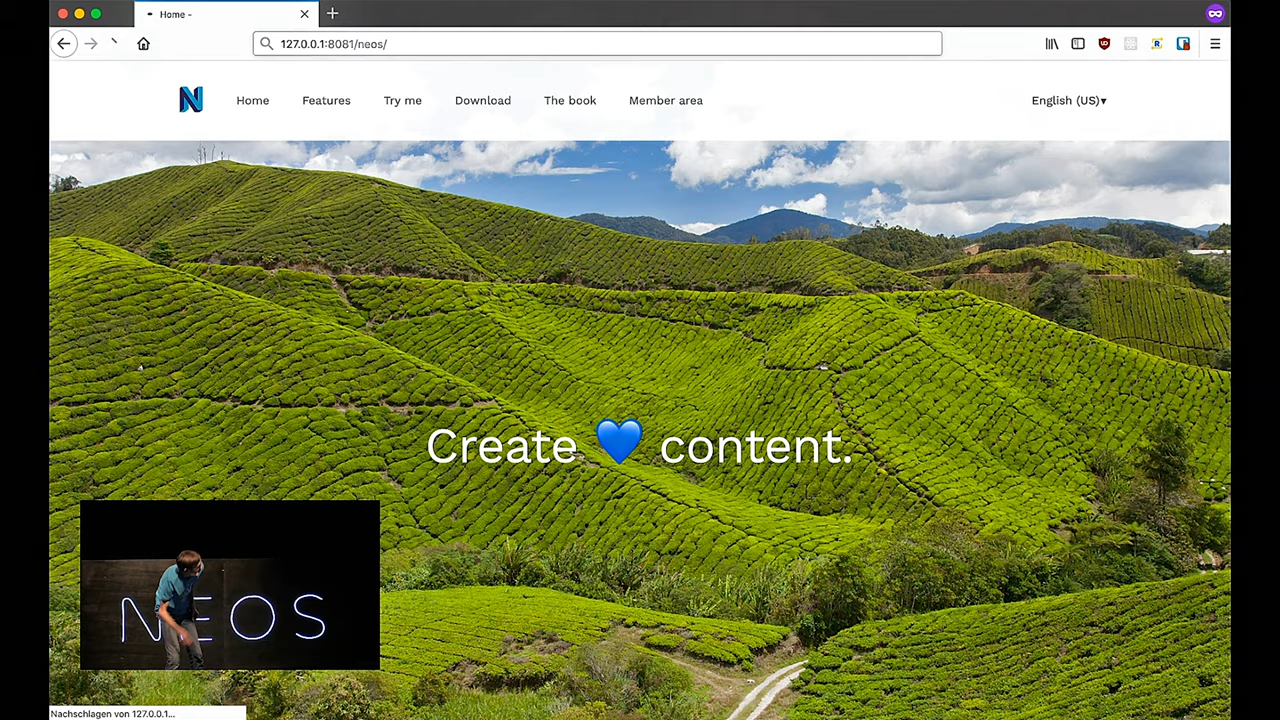 Home -
127.0.0.1:8081/neos/
N
Home
Features
Try me
Download
The book
Member area
English (US)▾
Create 💙 content.
NEOS
Nachschlagen von 127.0.0.1...